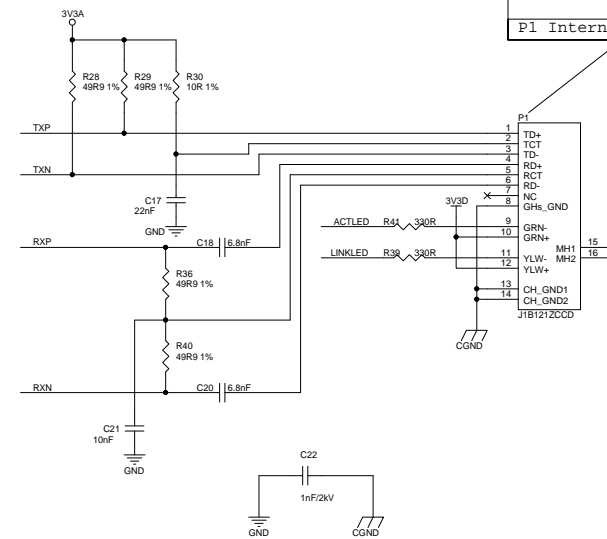 3V3A
P1 Intern
R28
49R9 1%
R29
49R9 1%
R30
10R 1%
P1
TXP
1 TD+
2 TCT
3 TD-
TXN
4 RD+
5 RCT
6 RD-
7 NC
8 GHs_GND
C17
22nF
GND
3V3D
ACTLED R41 330R
9 GRN-
10 GRN+
RXP
C18 6.8nF
LINKLED R39 330R
11 YLW-
12 YLW+
MH1 15
MH2 16
13 CH_GND1
14 CH_GND2
J1B121ZCCD
R36
49R9 1%
CGND
R40
49R9 1%
RXN
C20 6.8nF
C21
10nF
GND
C22
1nF/2kV
GND
CGND